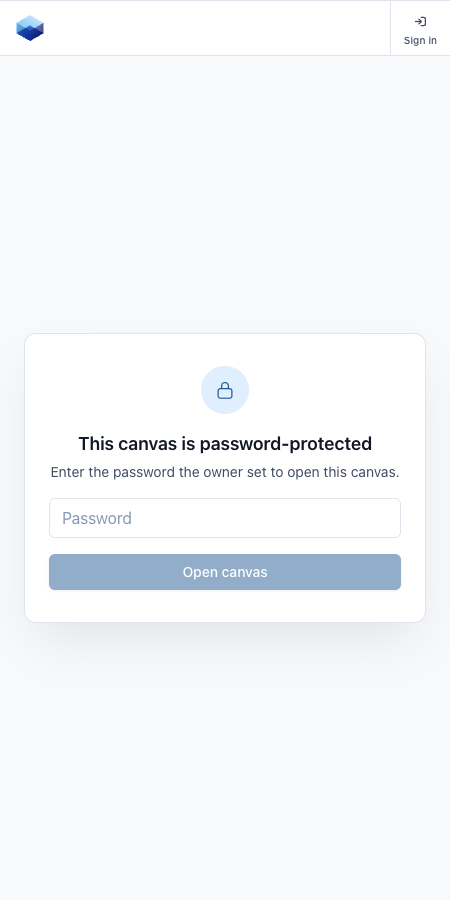 Sign in
This canvas is password-protected
Enter the password the owner set to open this canvas.
Password
Open canvas